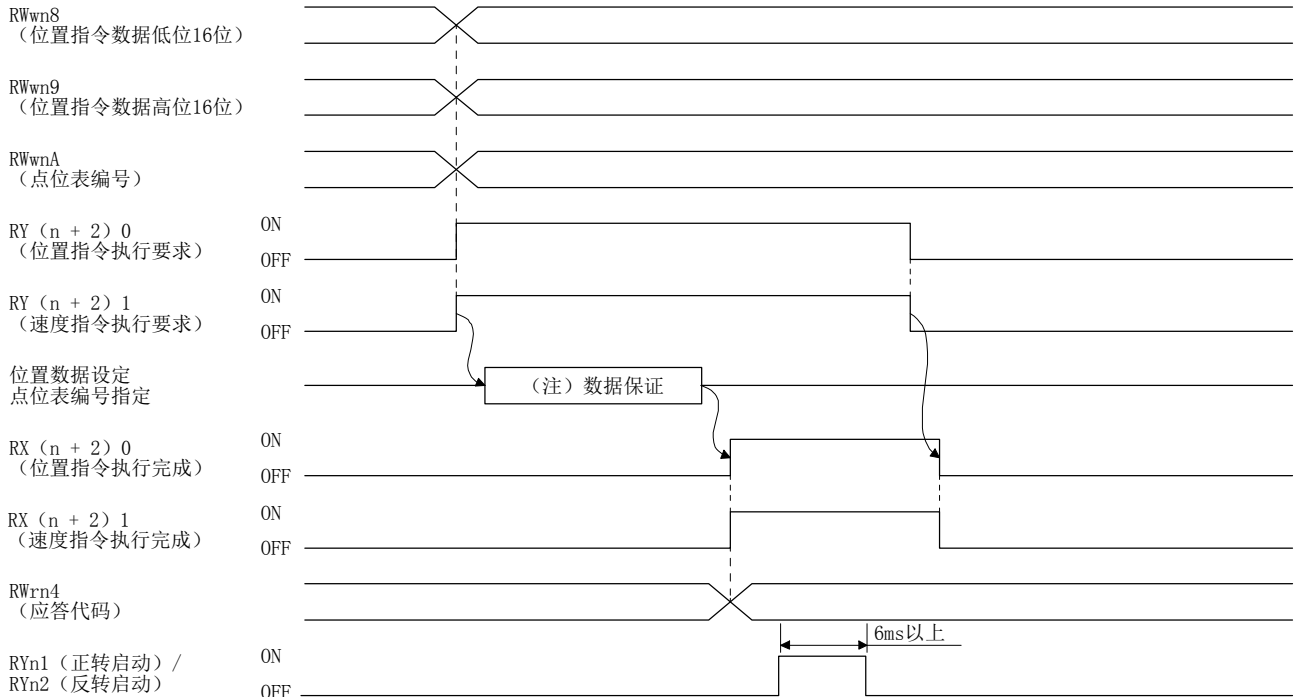 RWwn8
（位置指令数据低位16位）
RWwn9
（位置指令数据高位16位）
RWwnA
（点位表编号）
RY（n + 2）0
（位置指令执行要求）
ON
OFF
RY（n + 2）1
（速度指令执行要求）
ON
OFF
位置数据设定
点位表编号指定
（注）数据保证
RX（n + 2）0
（位置指令执行完成）
ON
OFF
RX（n + 2）1
（速度指令执行完成）
ON
OFF
RWrn4
（应答代码）
6ms以上
RYn1（正转启动）/
RYn2（反转启动）
ON
OFF